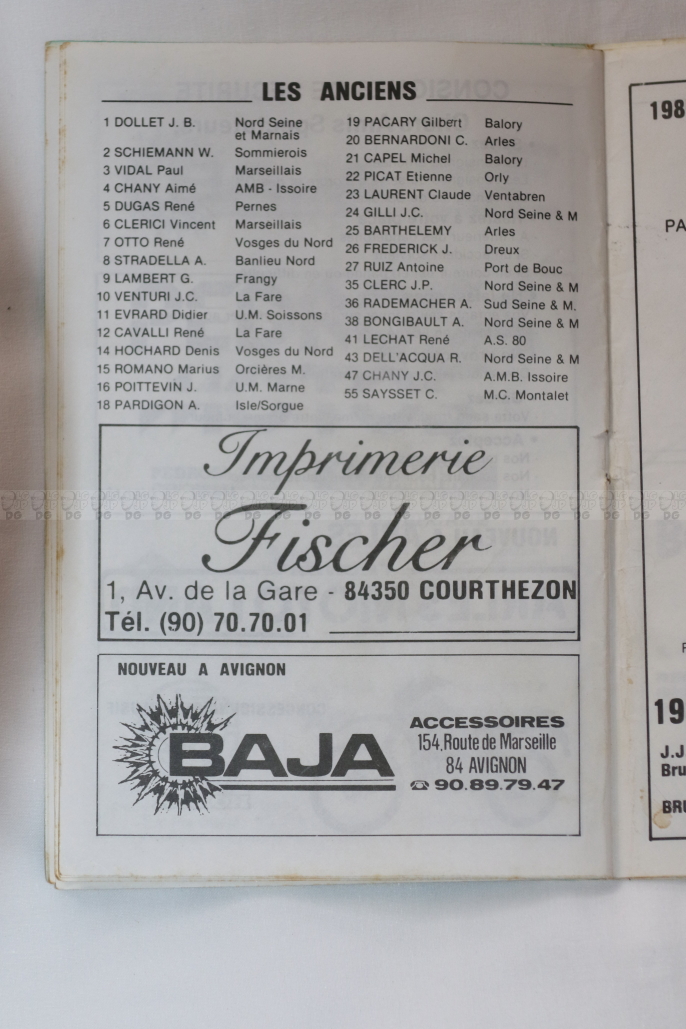 LES ANCIENS
1 DOLLET J. B. Nord Seine
et Marnais
2 SCHIEMANN W. Sommierois
3 VIDAL Paul Marseillais
4 CHANY Aimé AMB - Issoire
5 DUGAS René Pernes
6 CLERICI Vincent Marseillais
7 OTTO René Vosges du Nord
8 STRADELLA A. Banlieu Nord
9 LAMBERT G. Frangy
10 VENTURI J.C. La Fare
11 EVRARD Didier U.M. Soissons
12 CAVALLI René La Fare
14 HOCHARD Denis Vosges du Nord
15 ROMANO Marius Orcières M.
16 POITTEVIN J. U.M. Marne
18 PARDIGON A. Isle/Sorgue
19 PACARY Gilbert Balory
20 BERNARDONI C. Arles
21 CAPEL Michel Balory
22 PICAT Etienne Orly
23 LAURENT Claude Ventabren
24 GILLI J.C. Nord Seine & M
25 BARTHELEMY Arles
26 FREDERICK J. Dreux
27 RUIZ Antoine Port de Bouc
35 CLERC J.P. Nord Seine & M
36 RADEMACHER A. Sud Seine & M.
38 BONGIBAULT A. Nord Seine & M
41 LECHAT René A.S. 80
43 DELL'ACQUA R. Nord Seine & M
47 CHANY J.C. A.M.B. Issoire
55 SAYSSET C. M.C. Montalet
Imprimerie
Fischer
1, Av. de la Gare - 84350 COURTHEZON
Tél. (90) 70.70.01
NOUVEAU A AVIGNON
BAJA
ACCESSOIRES
154, Route de Marseille
84 AVIGNON
☎ 90.89.79.47
198
PA
19
J.J
Bru
BRU